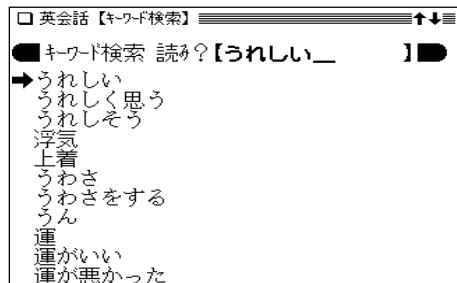 □ 英会話【ｷｰﾜｰﾄﾞ検索】 ↑↓
ｷｰﾜｰﾄﾞ検索 読み?【うれしい_ 】
➡うれしい
うれしく思う
うれしそう
浮気
上着
うわさ
うわさをする
うん
運
運がいい
運が悪かった